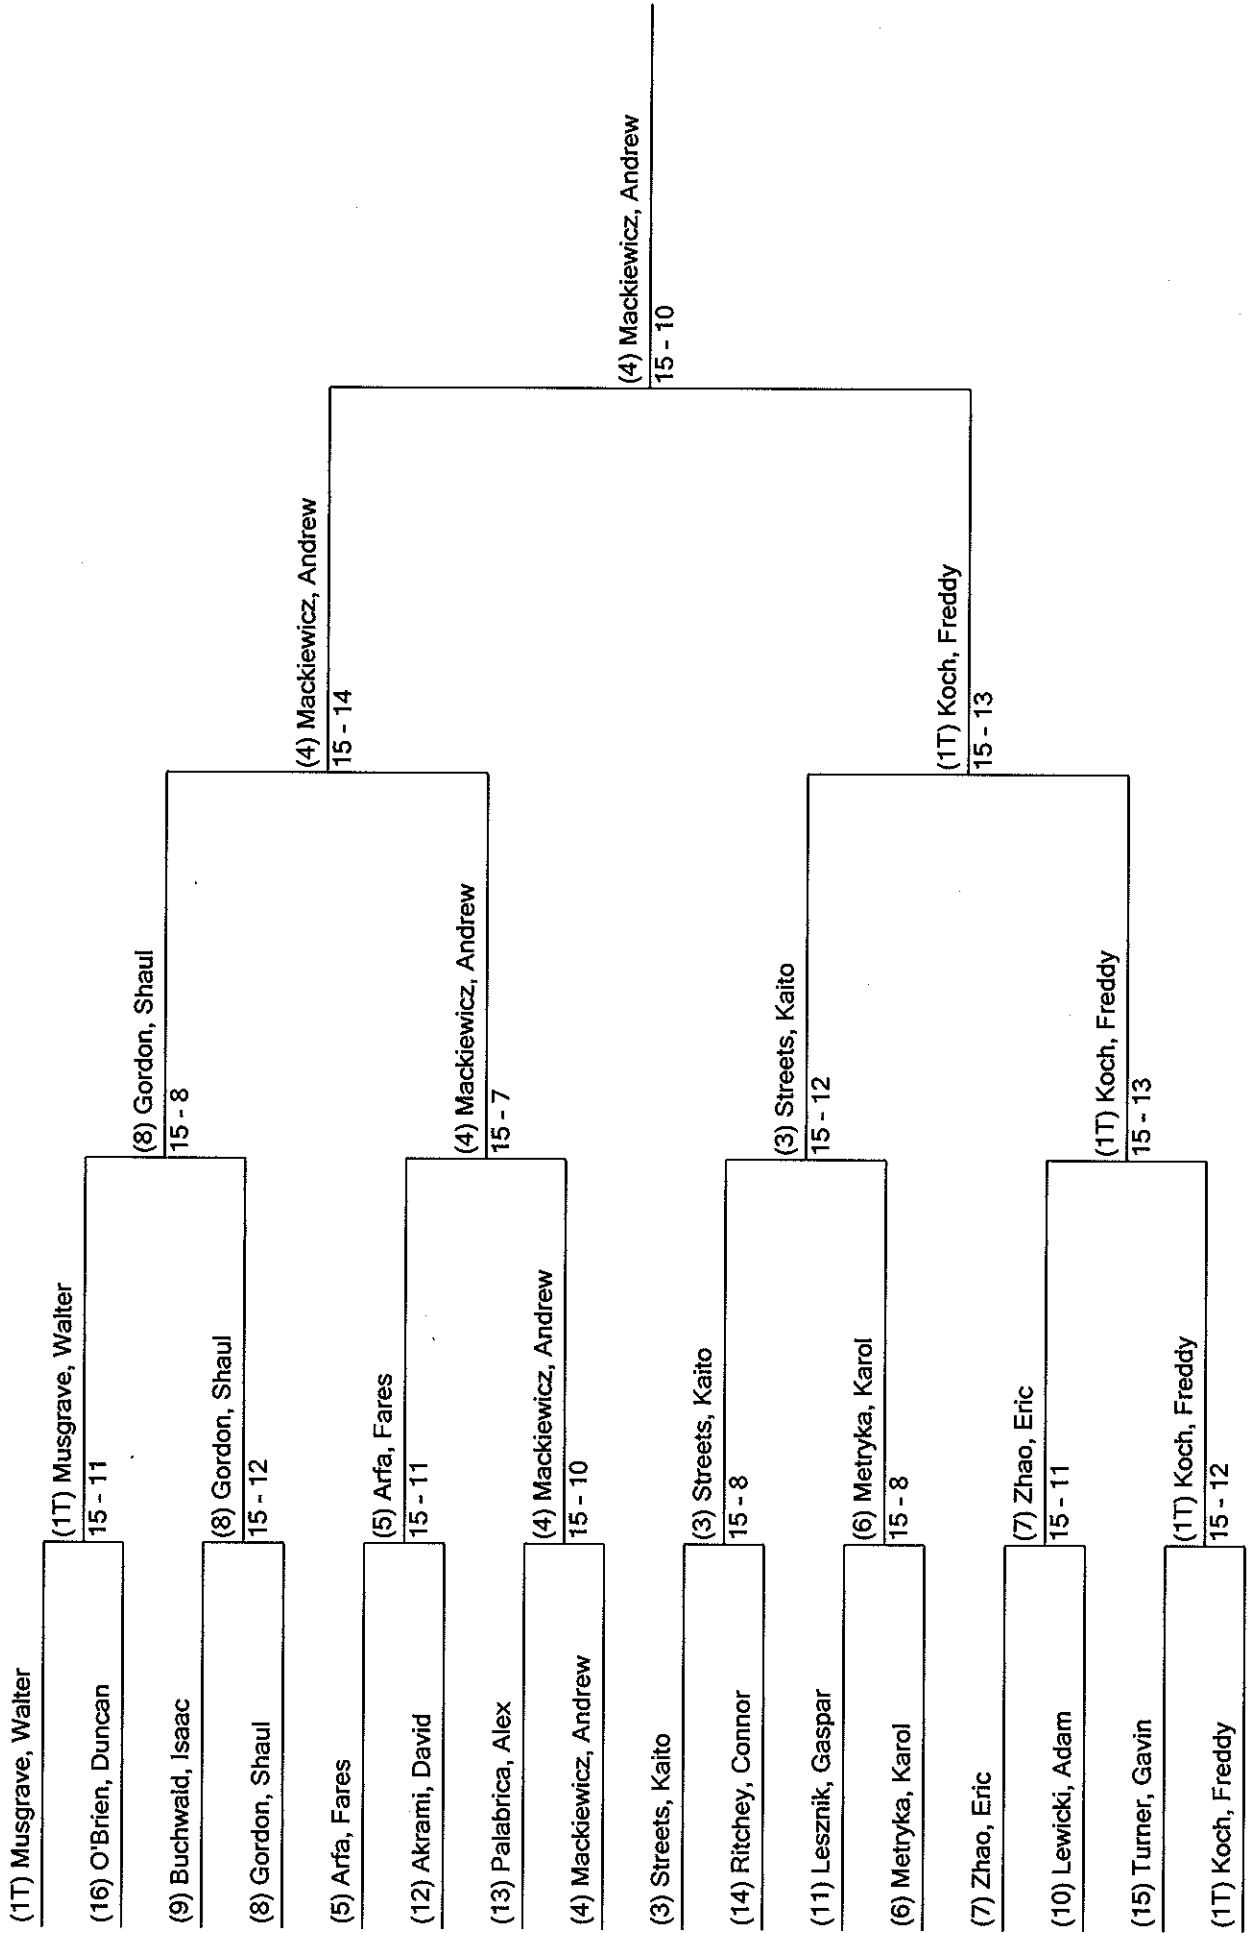 (1T) Musgrave, Walter
(16) O'Brien, Duncan
(9) Buchwald, Isaac
(8) Gordon, Shaul
(5) Arfa, Fares
(12) Akrami, David
(13) Palabrica, Alex
(4) Mackiewicz, Andrew
(3) Streets, Kaito
(14) Ritchey, Connor
(11) Lesznik, Gaspar
(6) Metryka, Karol
(7) Zhao, Eric
(10) Lewicki, Adam
(15) Turner, Gavin
(1T) Koch, Freddy
(1T) Musgrave, Walter
15 - 11
(8) Gordon, Shaul
15 - 12
(5) Arfa, Fares
15 - 11
(4) Mackiewicz, Andrew
15 - 10
(3) Streets, Kaito
15 - 8
(6) Metryka, Karol
15 - 8
(7) Zhao, Eric
15 - 11
(1T) Koch, Freddy
15 - 12
(8) Gordon, Shaul
15 - 8
(4) Mackiewicz, Andrew
15 - 7
(3) Streets, Kaito
15 - 12
(1T) Koch, Freddy
15 - 13
(4) Mackiewicz, Andrew
15 - 14
(1T) Koch, Freddy
15 - 13
(4) Mackiewicz, Andrew
15 - 10